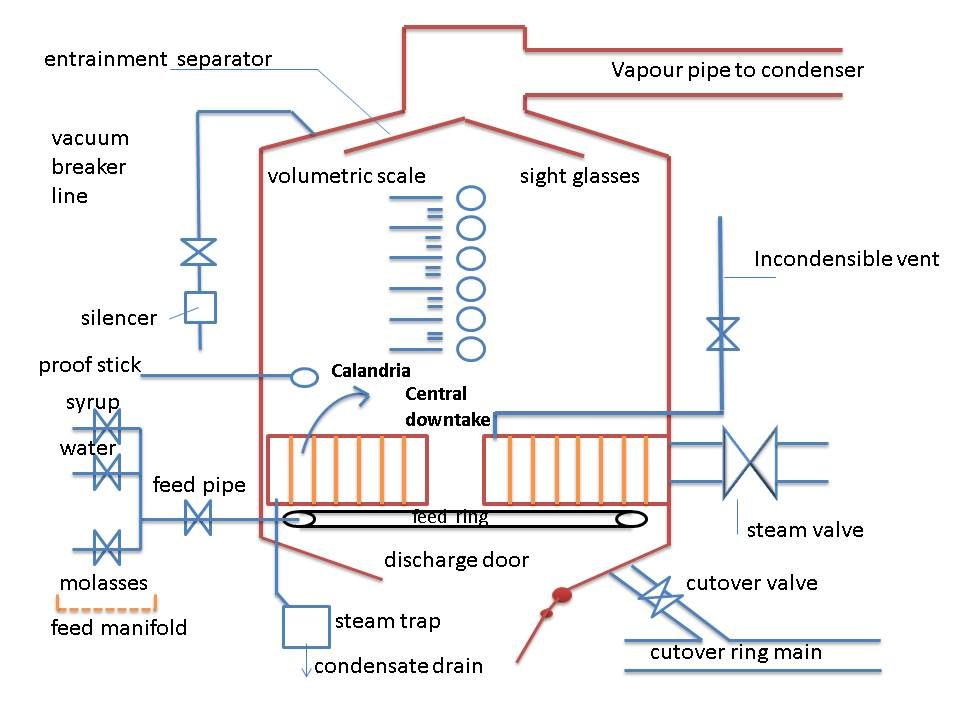 entrainment separator
Vapour pipe to condenser
vacuum
breaker
line
volumetric scale
sight glasses
Incondensible vent
silencer
proof stick
Calandria
Central
downtake
syrup
water
feed pipe
feed ring
steam valve
discharge door
molasses
cutover valve
feed manifold
steam trap
cutover ring main
condensate drain